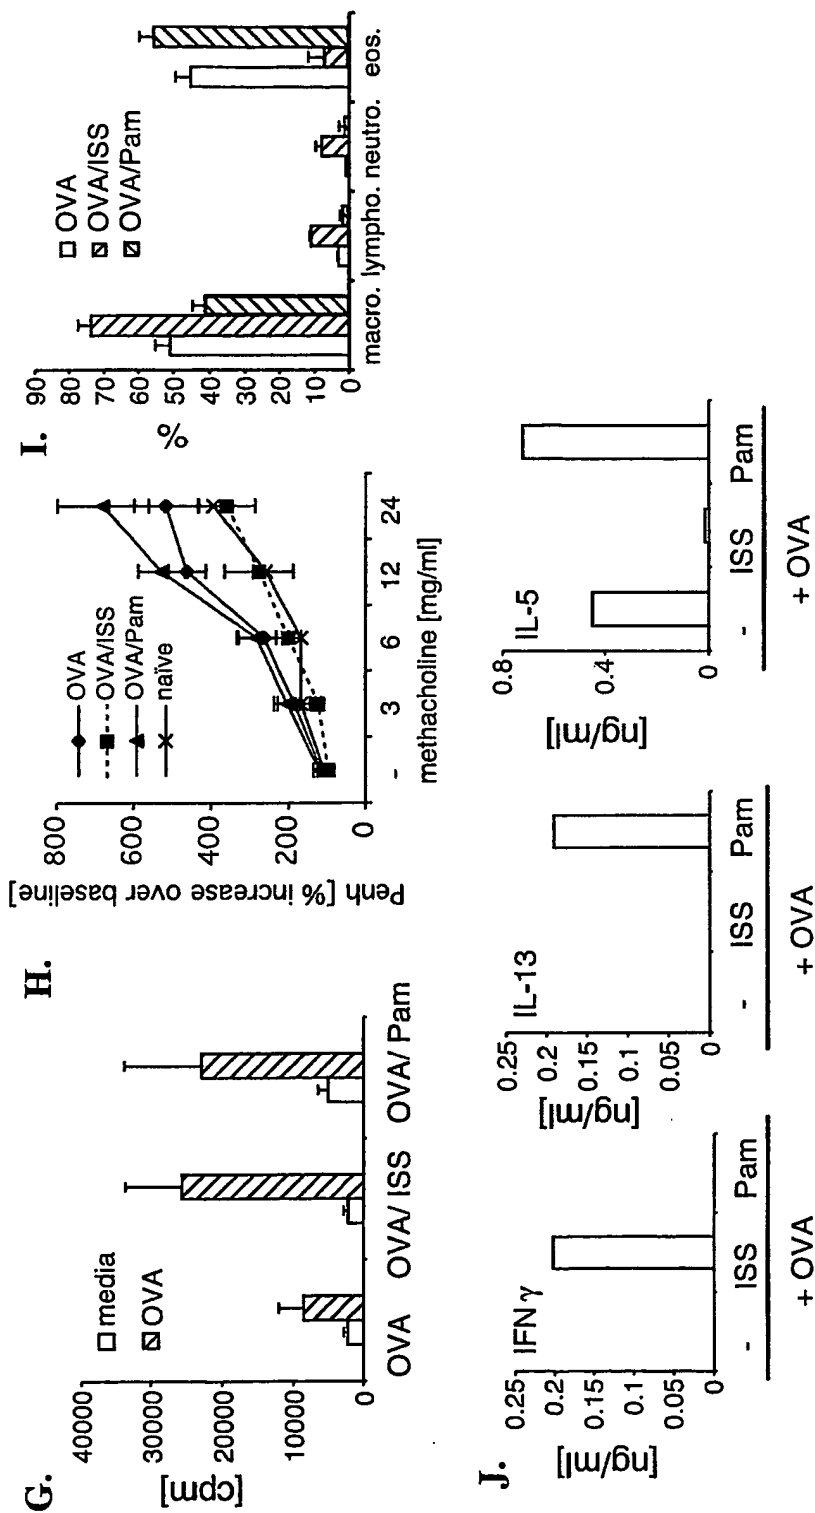 G.
[cpm]
40000
30000
20000
10000
0
media
OVA
OVA OVA/ ISS OVA/ Pam
H.
Penh [% increase over baseline]
800
600
400
200
0
OVA
OVA/ISS
OVA/Pam
naïve
- 3 6 12 24
methacholine [mg/ml]
I.
%
90
80
70
60
50
40
30
20
10
0
OVA
OVA/ISS
OVA/Pam
macro. lympho. neutro. eos.
J.
[ng/ml]
IFN γ
0.25
0.2
0.15
0.1
0.05
0
- ISS Pam
+ OVA
[ng/ml]
IL-13
0.25
0.2
0.15
0.1
0.05
0
- ISS Pam
+ OVA
[ng/ml]
IL-5
0.8
0.4
0
- ISS Pam
+ OVA